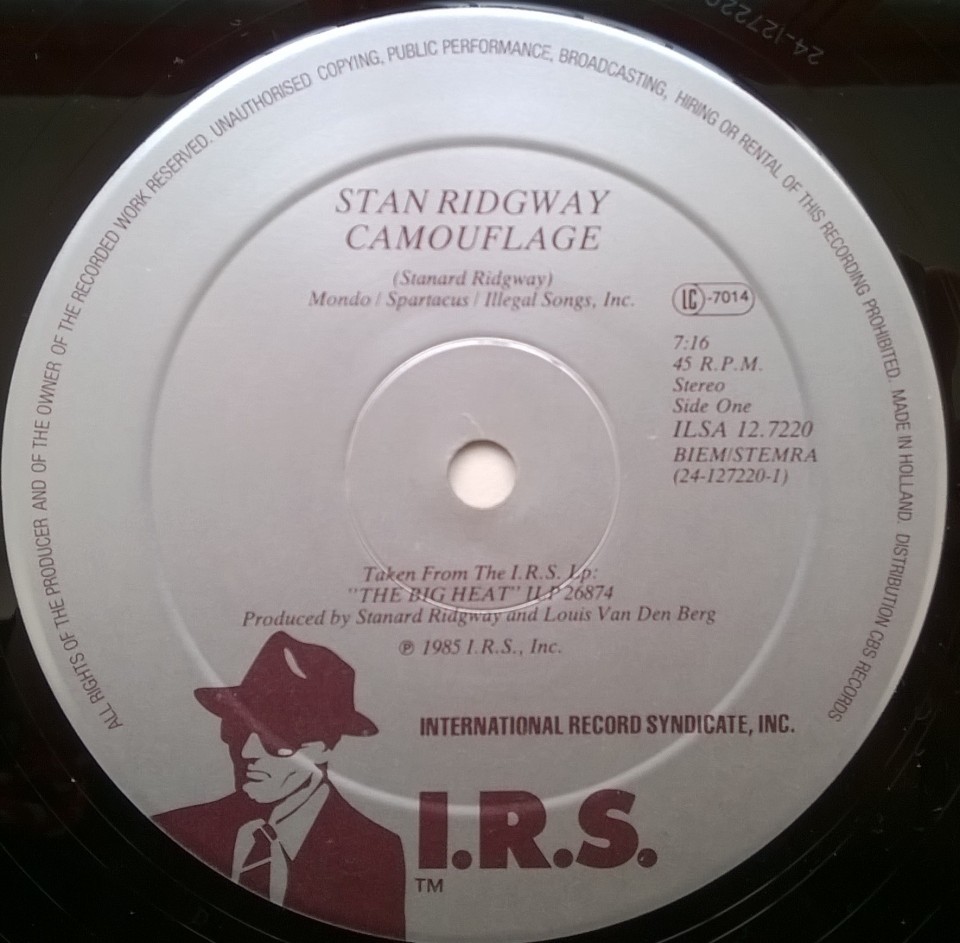 ALL RIGHTS OF THE PRODUCER AND OF THE OWNER OF THE RECORDED WORK RESERVED. UNAUTHORISED COPYING, PUBLIC PERFORMANCE, BROADCASTING, HIRING OR RENTAL OF THIS RECORDING PROHIBITED. MADE IN HOLLAND. DISTRIBUTION CBS RECORDS
24-127220
STAN RIDGWAY
CAMOUFLAGE
(Stanard Ridgway)
Mondo / Spartacus / Illegal Songs, Inc.
LC-7014
7:16
45 R.P.M.
Stereo
Side One
ILSA 12.7220
BIEM/STEMRA
(24-127220-1)
Taken From The I.R.S. Lp:
"THE BIG HEAT" ILP 26874
Produced by Stanard Ridgway and Louis Van Den Berg
℗ 1985 I.R.S., Inc.
INTERNATIONAL RECORD SYNDICATE, INC.
I.R.S.
TM